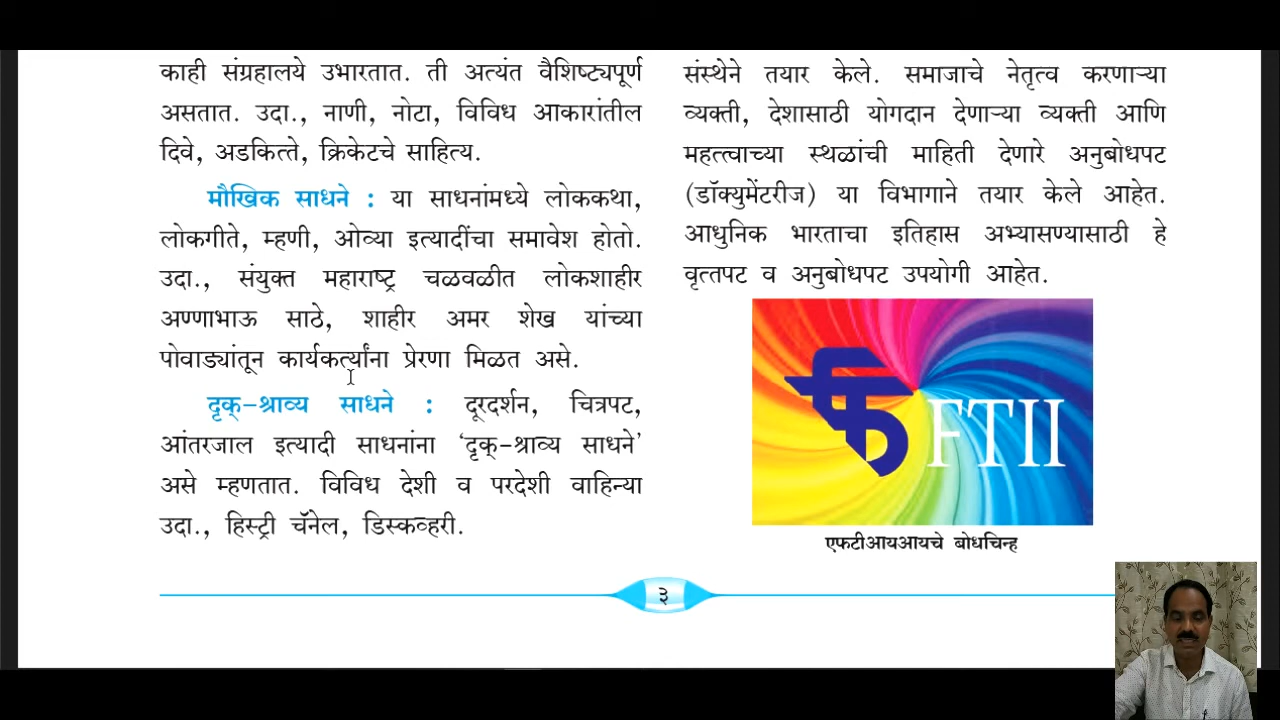 काही संग्रहालये उभारतात. ती अत्यंत वैशिष्ट्यपूर्ण
असतात. उदा., नाणी, नोटा, विविध आकारांतील
दिवे, अडकित्ते, क्रिकेटचे साहित्य.
मौखिक साधने : या साधनांमध्ये लोककथा,
लोकगीते, म्हणी, ओव्या इत्यादींचा समावेश होतो.
उदा., संयुक्त महाराष्ट्र चळवळीत लोकशाहीर
अण्णाभाऊ साठे, शाहीर अमर शेख यांच्या
पोवाड्यांतून कार्यकर्त्यांना प्रेरणा मिळत असे.
दृक्-श्राव्य साधने : दूरदर्शन, चित्रपट,
आंतरजाल इत्यादी साधनांना ‘दृक्-श्राव्य साधने’
असे म्हणतात. विविध देशी व परदेशी वाहिन्या
उदा., हिस्ट्री चॅनेल, डिस्कव्हरी.
संस्थेने तयार केले. समाजाचे नेतृत्व करणाऱ्या
व्यक्ती, देशासाठी योगदान देणाऱ्या व्यक्ती आणि
महत्त्वाच्या स्थळांची माहिती देणारे अनुबोधपट
(डॉक्युमेंटरीज) या विभागाने तयार केले आहेत.
आधुनिक भारताचा इतिहास अभ्यासण्यासाठी हे
वृत्तपट व अनुबोधपट उपयोगी आहेत.
FTII
एफटीआयआयचे बोधचिन्ह
३